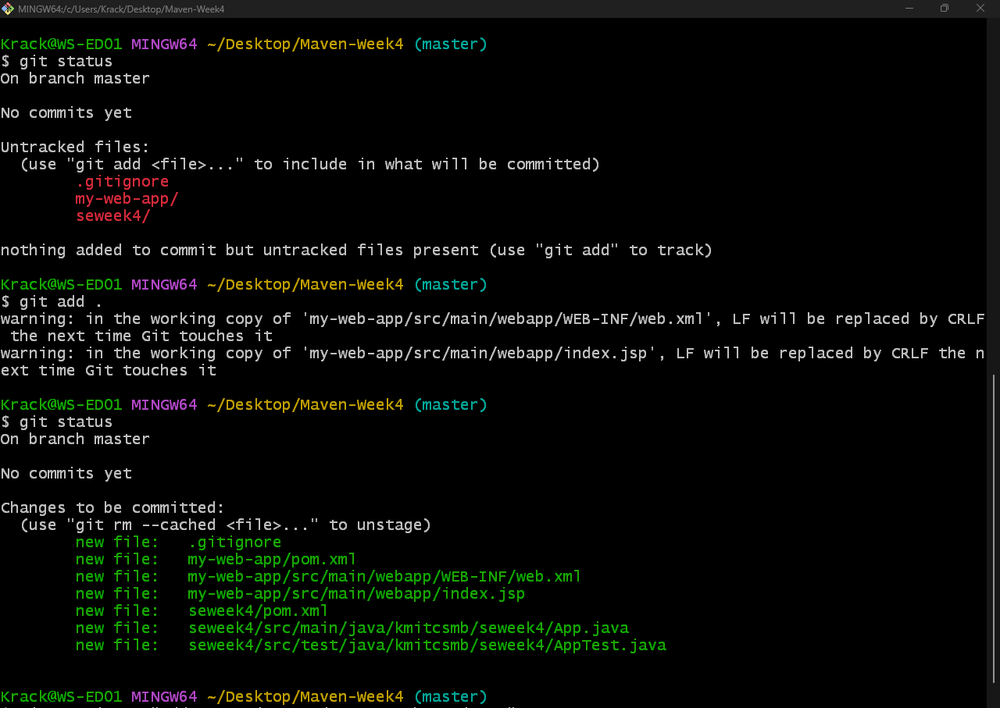 MINGW64:/c/Users/Krack/Desktop/Maven-Week4
Krack@WS-ED01 MINGW64 ~/Desktop/Maven-Week4 (master)
$ git status
On branch master
No commits yet
Untracked files:
(use "git add <file>..." to include in what will be committed)
.gitignore
my-web-app/
seweek4/
nothing added to commit but untracked files present (use "git add" to track)
Krack@WS-ED01 MINGW64 ~/Desktop/Maven-Week4 (master)
$ git add .
warning: in the working copy of 'my-web-app/src/main/webapp/WEB-INF/web.xml', LF will be replaced by CRLF
the next time Git touches it
warning: in the working copy of 'my-web-app/src/main/webapp/index.jsp', LF will be replaced by CRLF the n
ext time Git touches it
Krack@WS-ED01 MINGW64 ~/Desktop/Maven-Week4 (master)
$ git status
On branch master
No commits yet
Changes to be committed:
(use "git rm --cached <file>..." to unstage)
new file:   .gitignore
new file:   my-web-app/pom.xml
new file:   my-web-app/src/main/webapp/WEB-INF/web.xml
new file:   my-web-app/src/main/webapp/index.jsp
new file:   seweek4/pom.xml
new file:   seweek4/src/main/java/kmitcsmb/seweek4/App.java
new file:   seweek4/src/test/java/kmitcsmb/seweek4/AppTest.java
Krack@WS-ED01 MINGW64 ~/Desktop/Maven-Week4 (master)